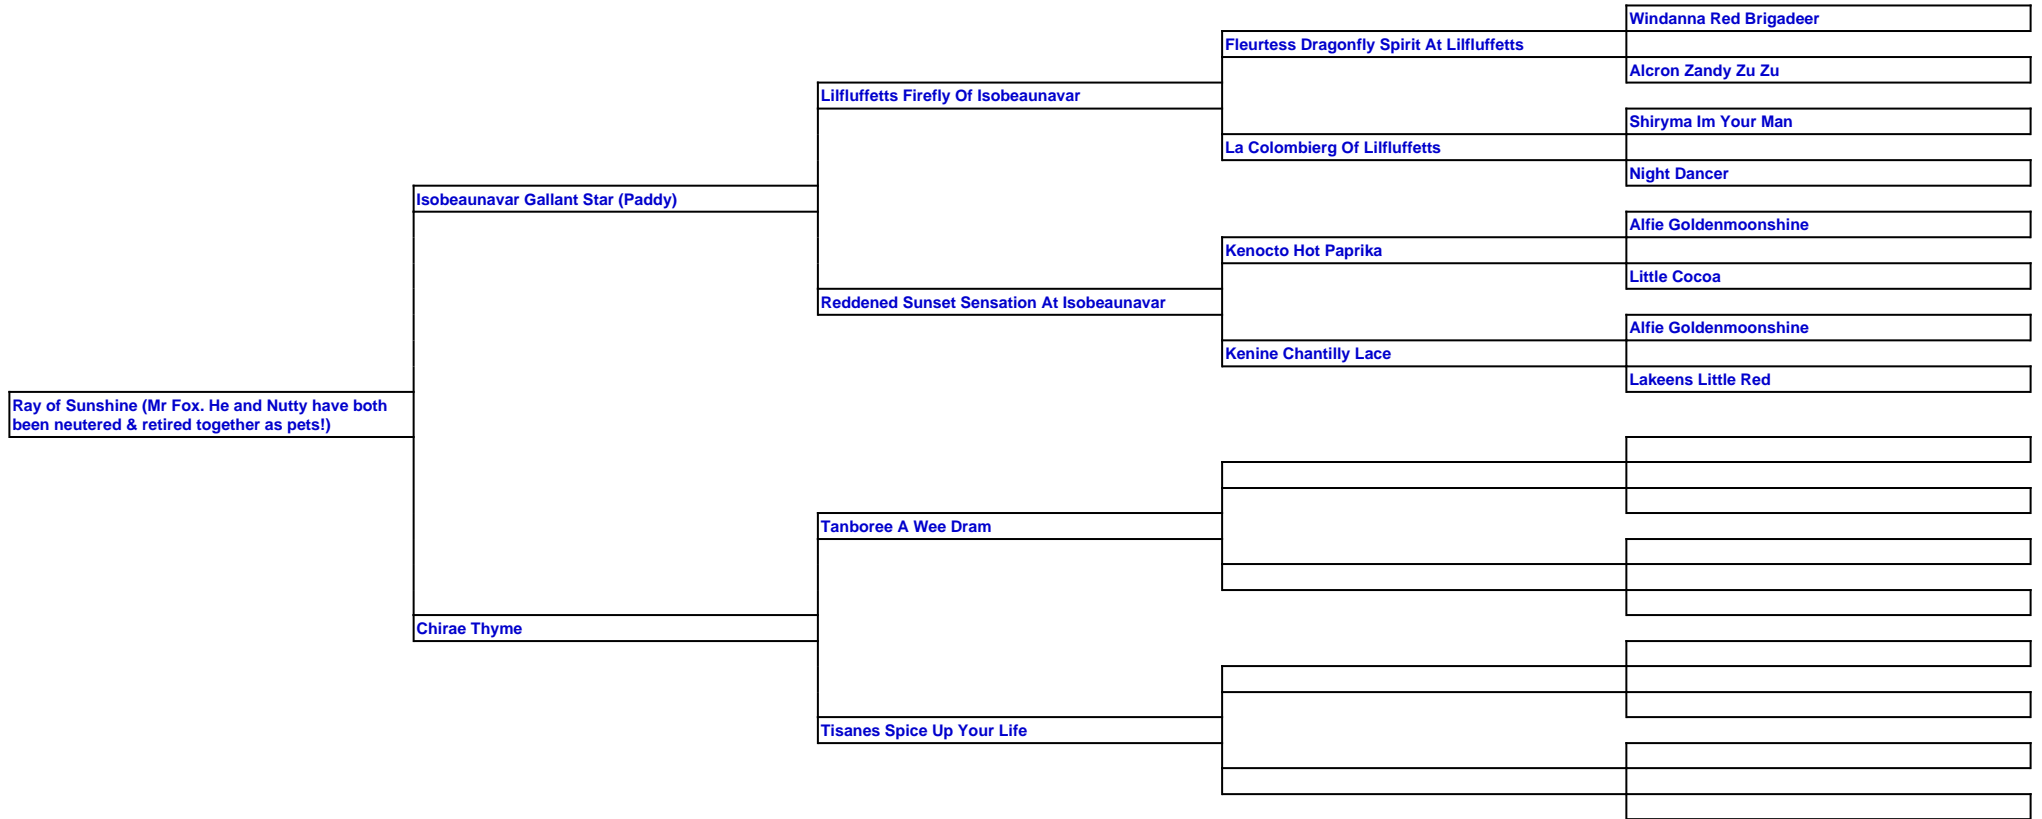 Windanna Red Brigadeer
Fleurtess Dragonfly Spirit At Lilfluffetts
Alcron Zandy Zu Zu
Lilfluffetts Firefly Of Isobeaunavar
Shiryma Im Your Man
La Colombierg Of Lilfluffetts
Night Dancer
Isobeaunavar Gallant Star (Paddy)
Alfie Goldenmoonshine
Kenocto Hot Paprika
Little Cocoa
Reddened Sunset Sensation At Isobeaunavar
Alfie Goldenmoonshine
Kenine Chantilly Lace
Lakeens Little Red
Ray of Sunshine (Mr Fox. He and Nutty have both
been neutered & retired together as pets!)
Tanboree A Wee Dram
Chirae Thyme
Tisanes Spice Up Your Life